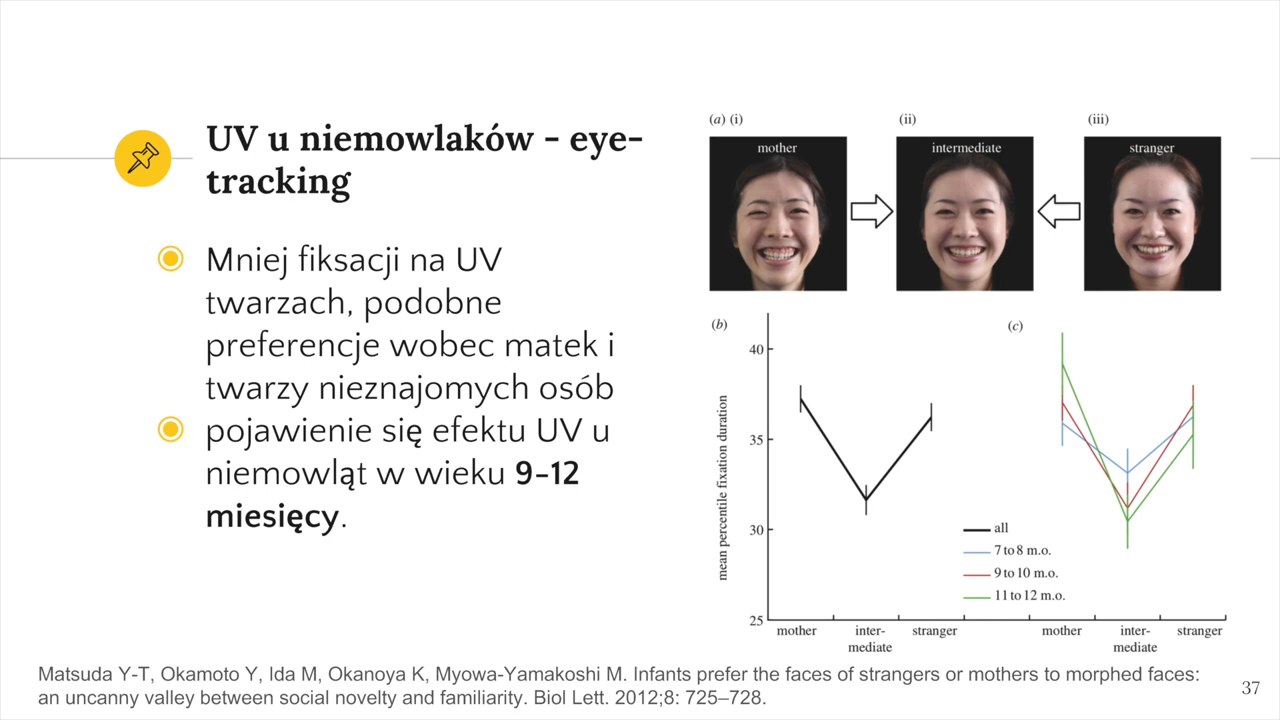 UV u niemowlaków - eye-
tracking
Mniej fiksacji na UV
twarzach, podobne
preferencje wobec matek i
twarzy nieznajomych osób
pojawienie się efektu UV u
niemowląt w wieku 9-12
miesięcy.
(a) (i)
(ii)
(iii)
mother
intermediate
stranger
(b)
(c)
mean percentile fixation duration
40
35
30
25
all
7 to 8 m.o.
9 to 10 m.o.
11 to 12 m.o.
mother
inter-
mediate
stranger
mother
inter-
mediate
stranger
Matsuda Y-T, Okamoto Y, Ida M, Okanoya K, Myowa-Yamakoshi M. Infants prefer the faces of strangers or mothers to morphed faces:
an uncanny valley between social novelty and familiarity. Biol Lett. 2012;8: 725–728.
37